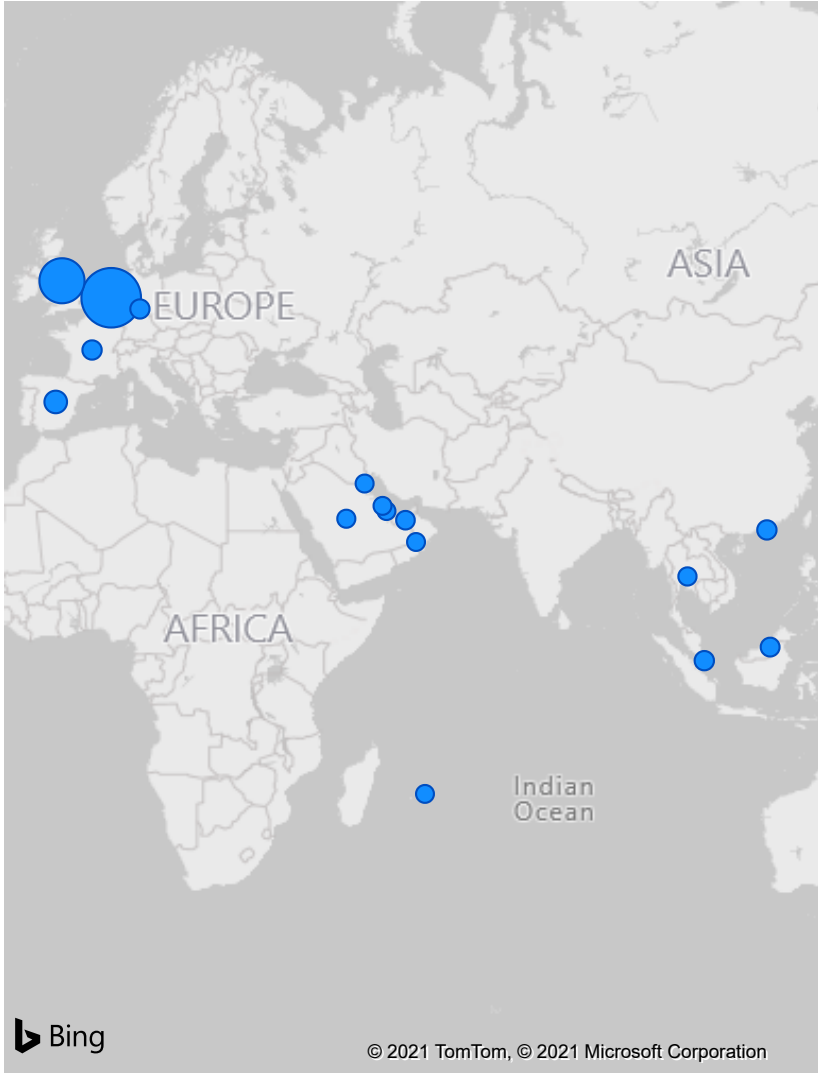 ASIA
EUROPE
AFRICA
Indian
Ocean
Bing
© 2021 TomTom, © 2021 Microsoft Corporation